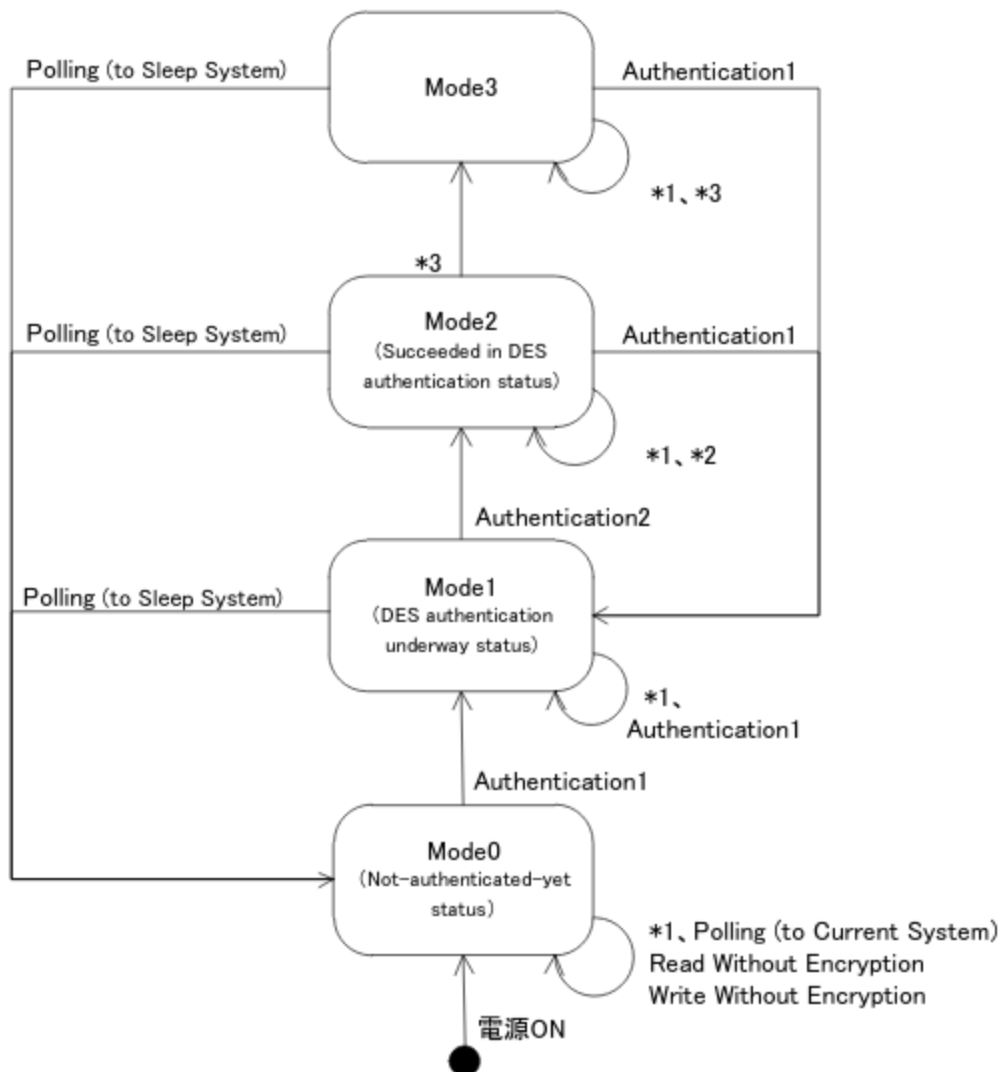 Polling (to Sleep System)
Mode3
Authentication1
*1、*3
*3
Polling (to Sleep System)
Mode2
(Succeeded in DES
authentication status)
Authentication1
*1、*2
Authentication2
Polling (to Sleep System)
Mode1
(DES authentication
underway status)
*1、
Authentication1
Authentication1
Mode0
(Not-authenticated-yet
status)
*1、Polling (to Current System)
Read Without Encryption
Write Without Encryption
電源ON